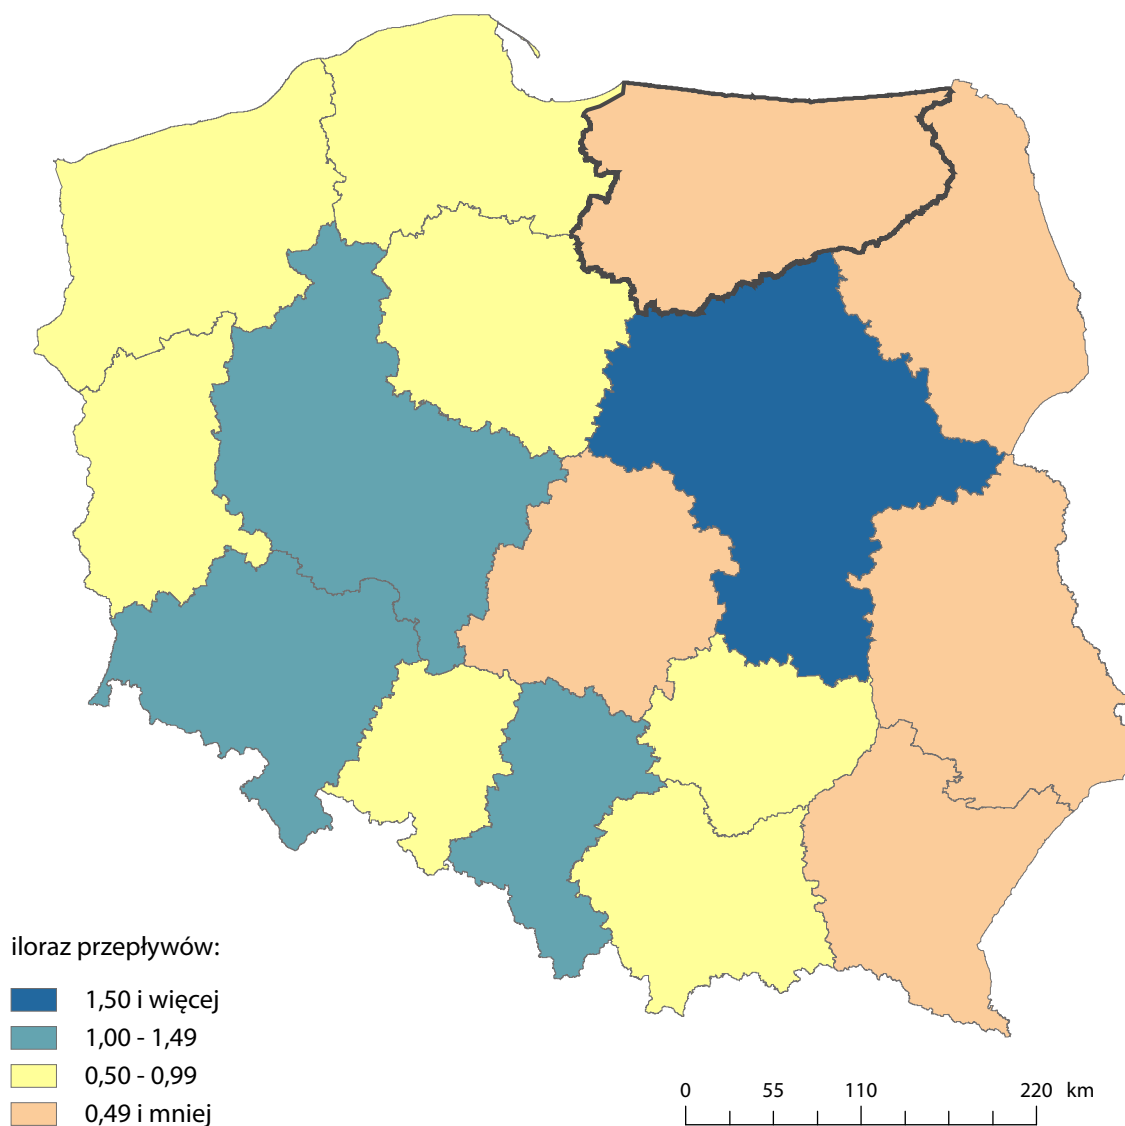 iloraz przepływów:
1,50 i więcej
1,00 - 1,49
0,50 - 0,99
0,49 i mniej
0 55 110 220 km